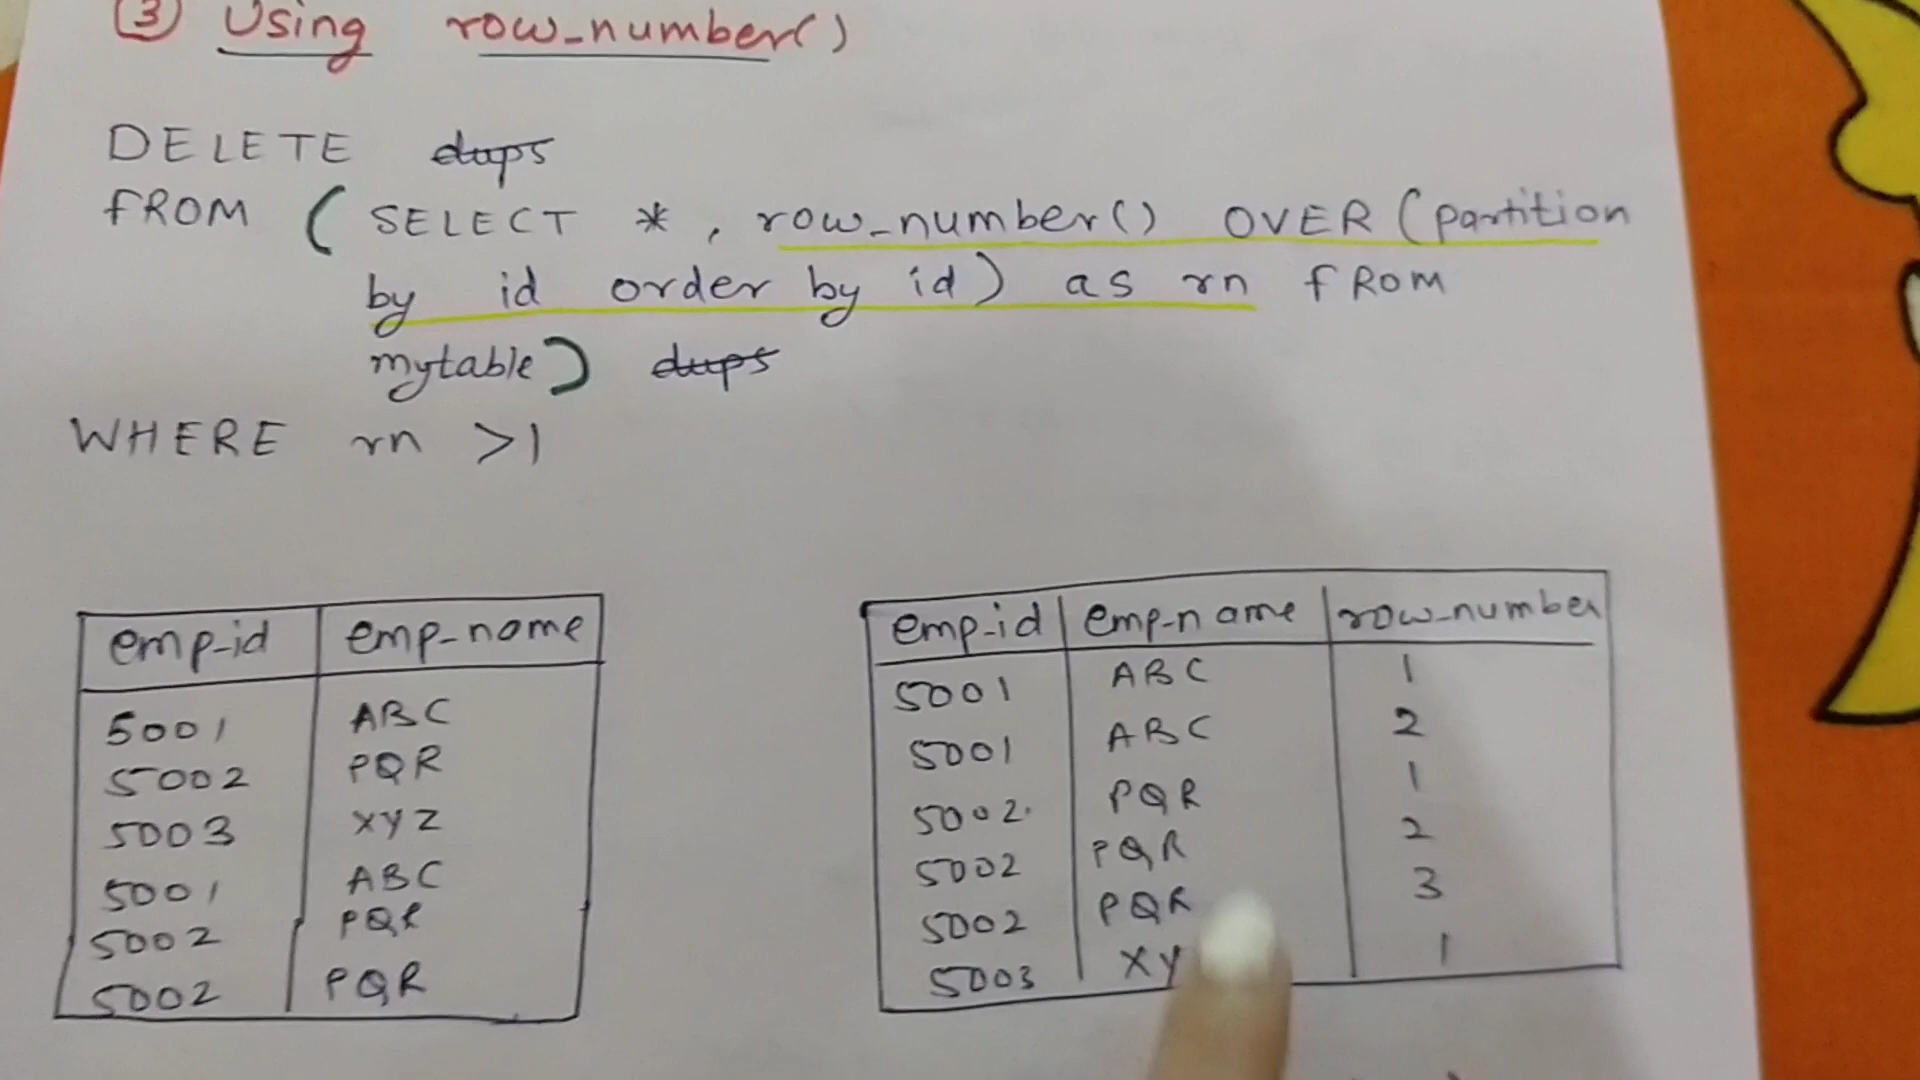 ③ Using row_number()
DELETE dups
FROM ( SELECT *, row_number() OVER (partition
by id order by id) as rn FROM
mytable) dups
WHERE rn >1
emp-id emp-name
5001 ABC
5002 PQR
5003 XYZ
5001 ABC
5002 PQR
5002 PQR
emp-id emp-name row-number
5001 ABC 1
5001 ABC 2
5002 PQR 1
5002 PQR 2
5002 PQR 3
5003 XY 1